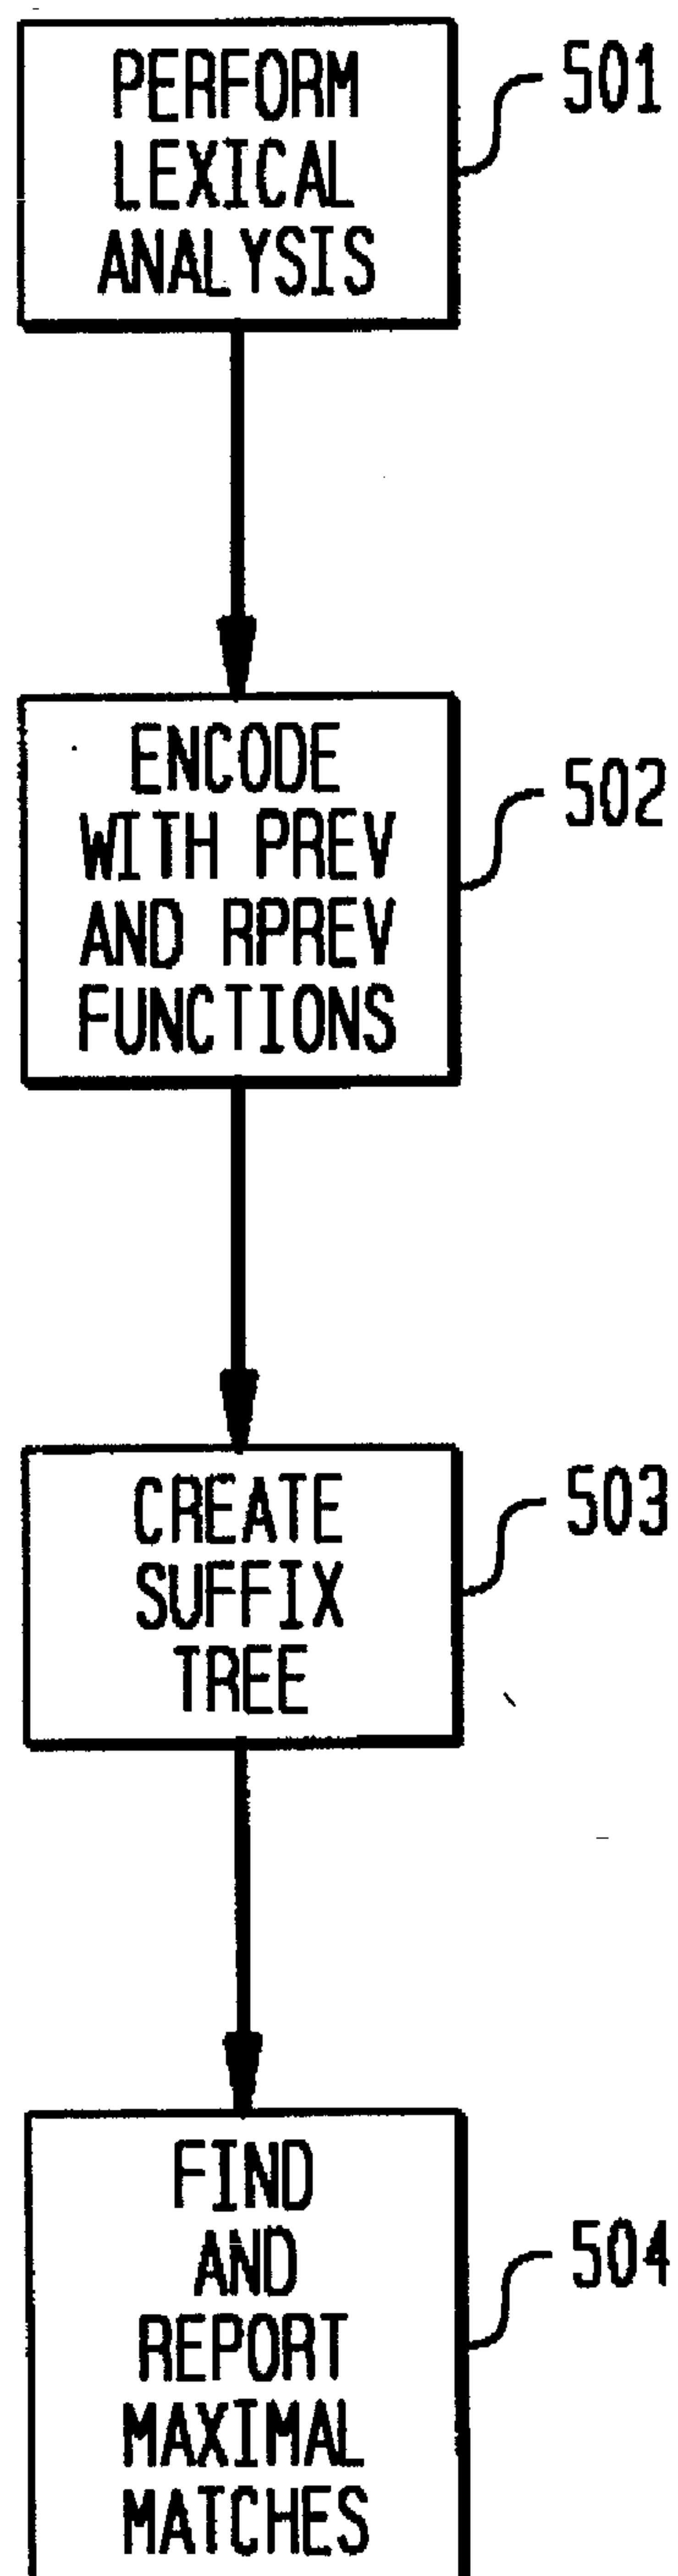 PERFORM
LEXICAL
ANALYSIS
501
ENCODE
WITH PREV
AND RPREV
FUNCTIONS
502
CREATE
SUFFIX
TREE
503
FIND
AND
REPORT
MAXIMAL
MATCHES
504